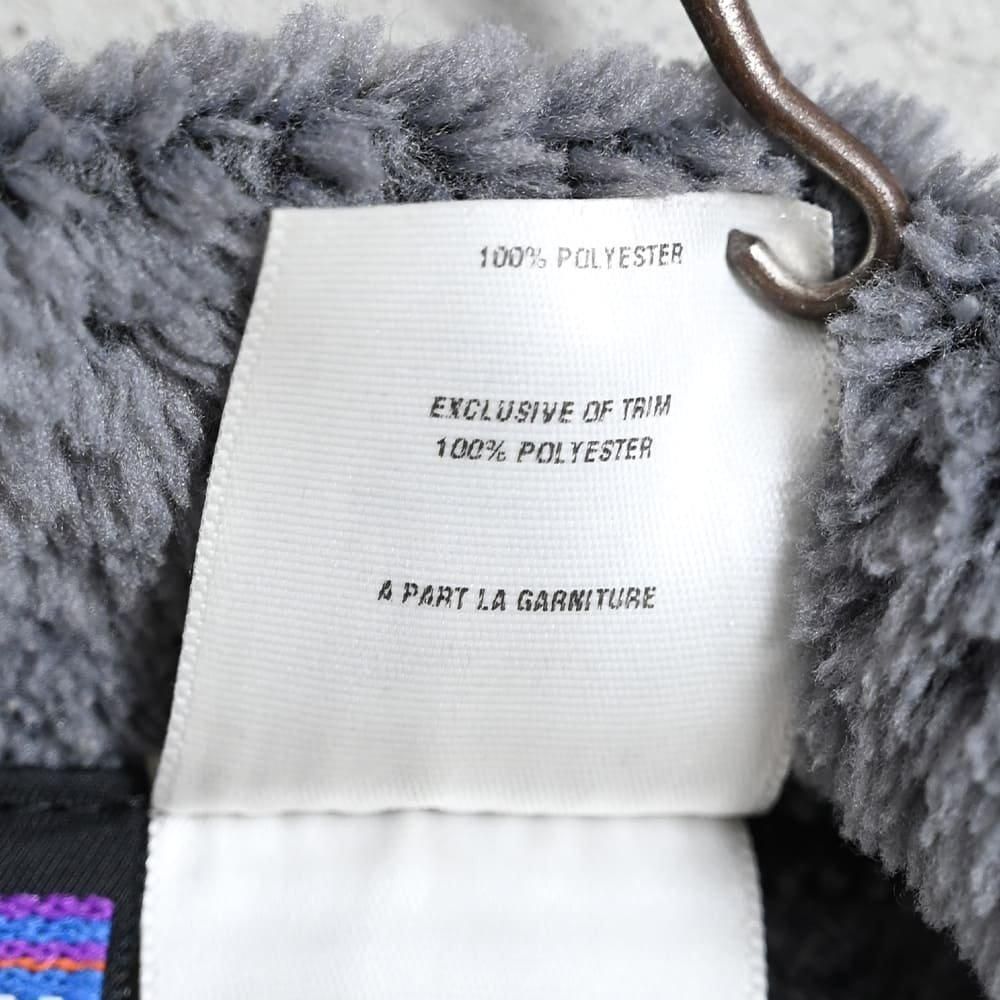 100% POLYESTER
EXCLUSIVE OF TRIM
100% POLYESTER
A PART LA GARNITURE